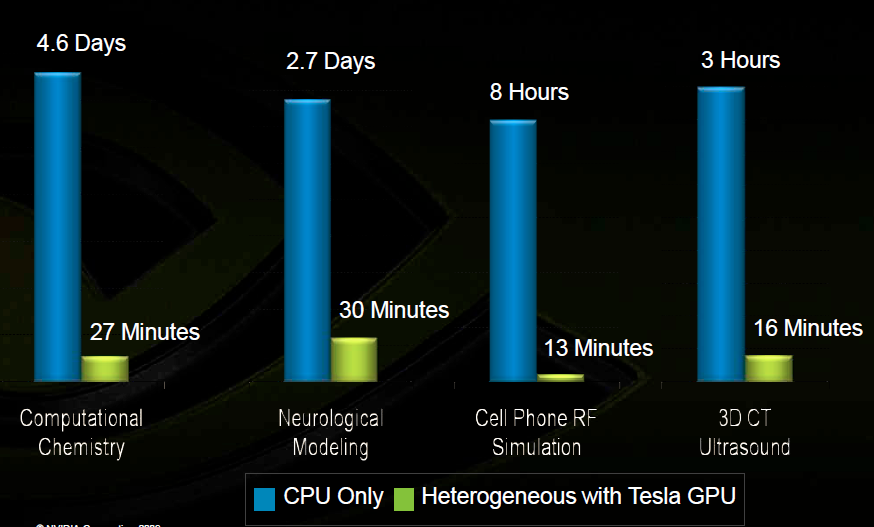 4.6 Days
2.7 Days
8 Hours
3 Hours
27 Minutes
30 Minutes
13 Minutes
16 Minutes
Computational
Chemistry
Neurological
Modeling
Cell Phone RF
Simulation
3D CT
Ultrasound
CPU Only
Heterogeneous with Tesla GPU